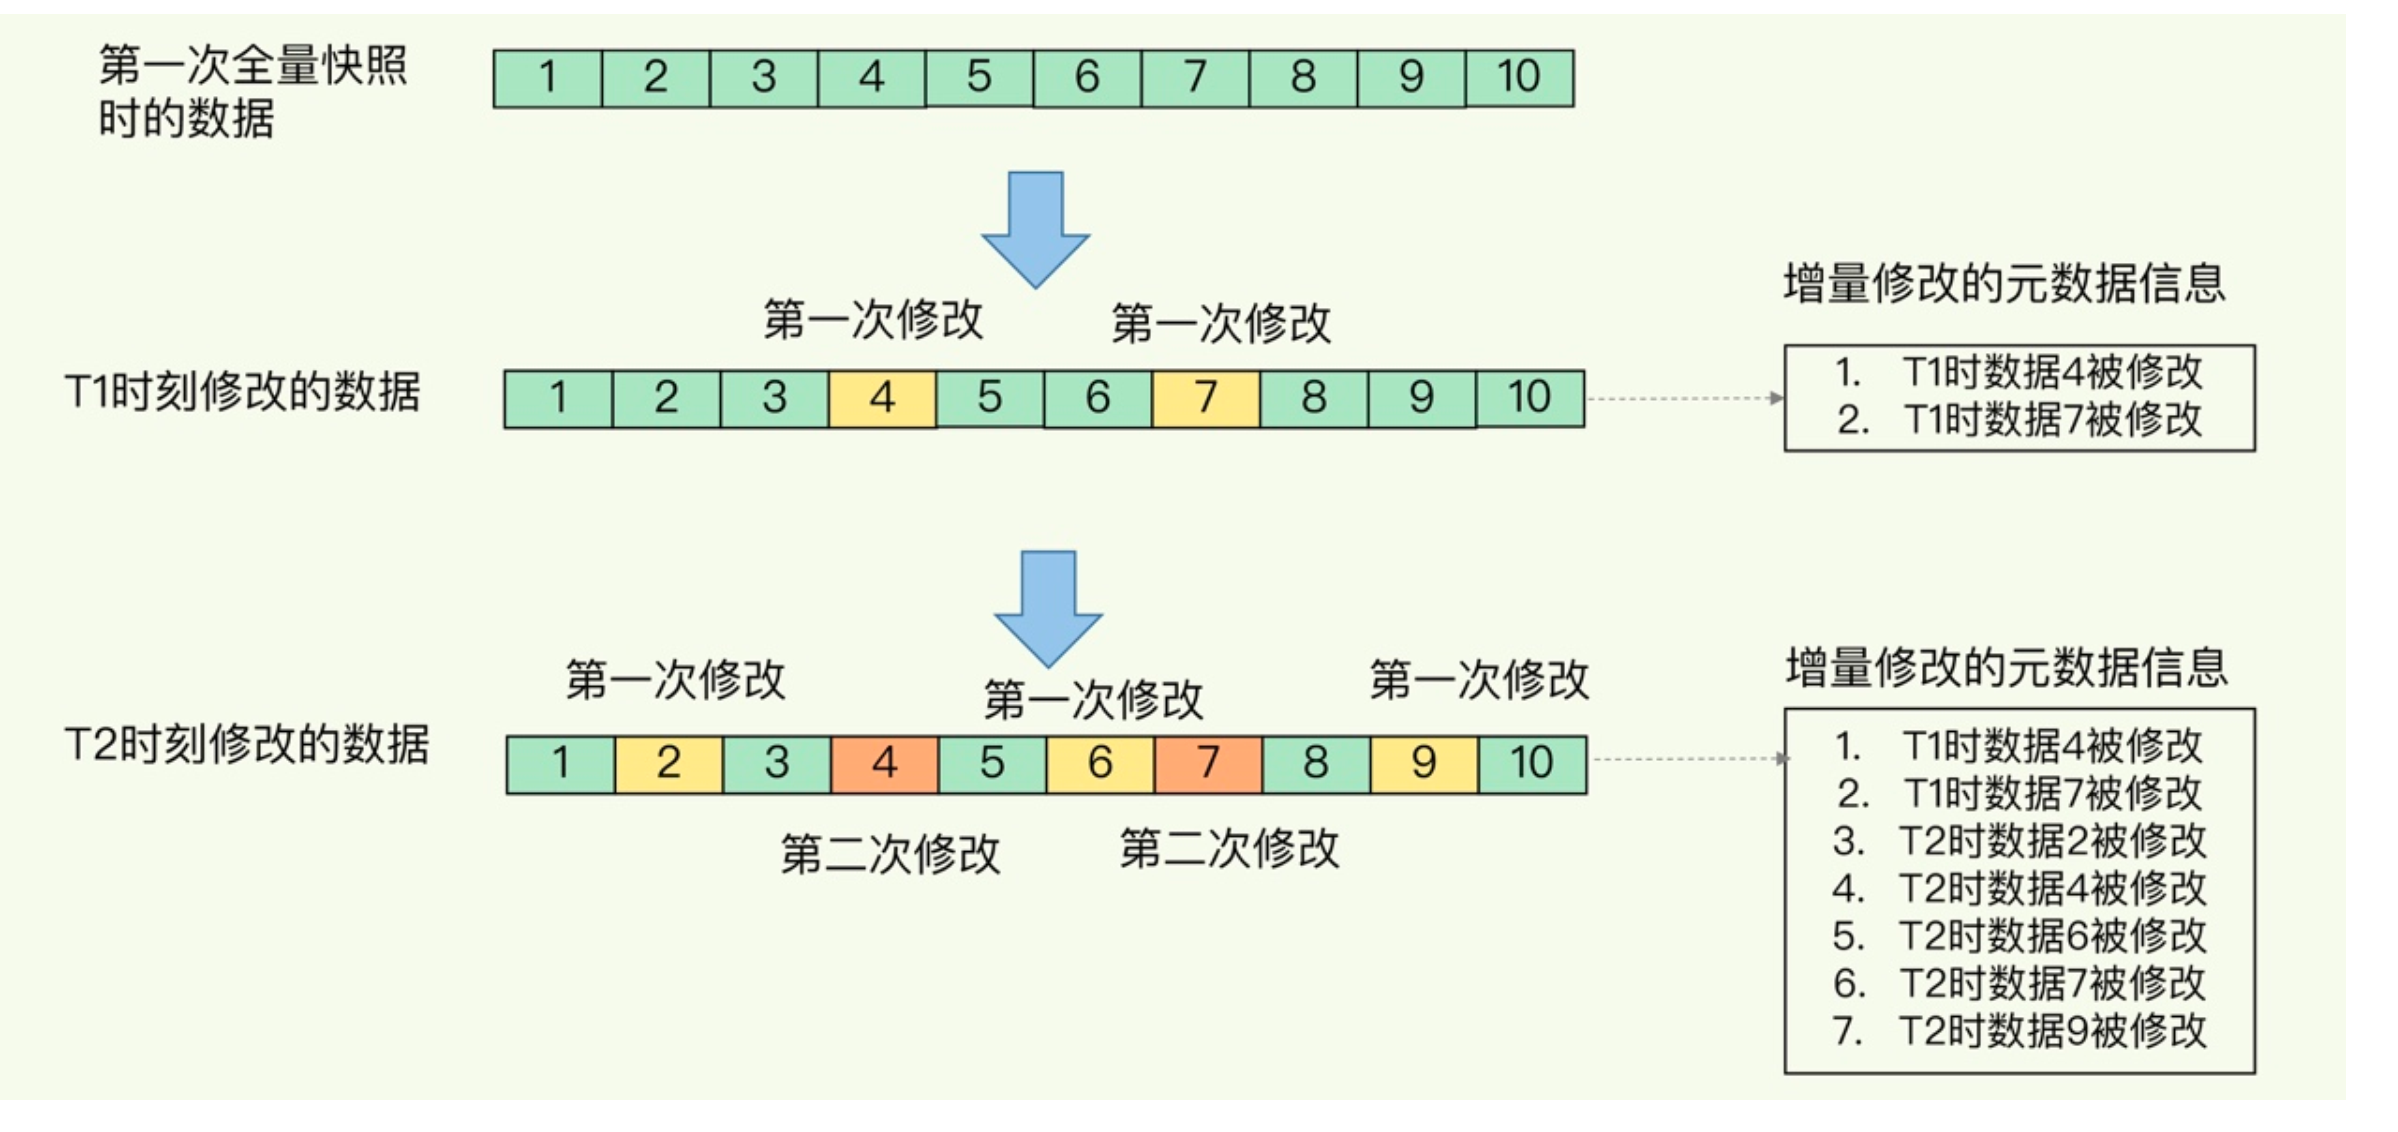 第一次全量快照
时的数据
1 2 3 4 5 6 7 8 9 10
第一次修改 第一次修改
T1时刻修改的数据
1 2 3 4 5 6 7 8 9 10
增量修改的元数据信息
1. T1时数据4被修改
2. T1时数据7被修改
第一次修改 第一次修改 第一次修改
T2时刻修改的数据
1 2 3 4 5 6 7 8 9 10
第二次修改 第二次修改
增量修改的元数据信息
1. T1时数据4被修改
2. T1时数据7被修改
3. T2时数据2被修改
4. T2时数据4被修改
5. T2时数据6被修改
6. T2时数据7被修改
7. T2时数据9被修改